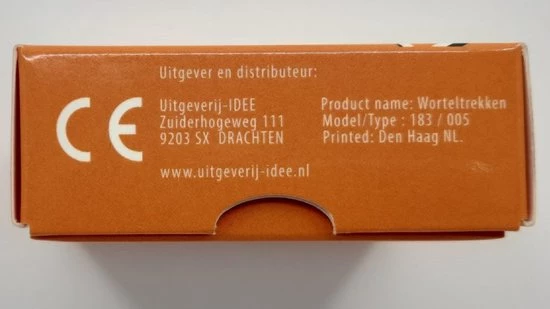 Uitgever en distributeur:
CE
Uitgeverij-IDEE
Zuiderhogeweg 111
9203 SX DRACHTEN
www.uitgeverij-idee.nl
Product name: Worteltrekken
Model/Type : 183 / 005
Printed: Den Haag NL.